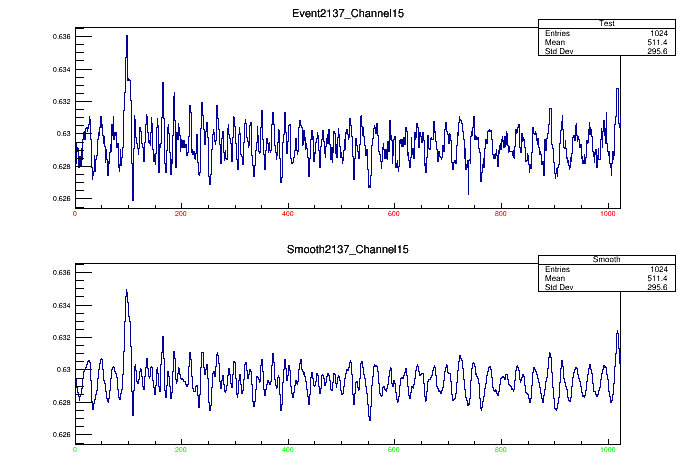 Event2137_Channel15
Test
Entries 1024
Mean 511.4
Std Dev 295.6
0.636
0.634
0.632
0.63
0.628
0.626
0 200 400 600 800 1000
Smooth2137_Channel15
Smooth
Entries 1024
Mean 511.4
Std Dev 295.6
0.636
0.634
0.632
0.63
0.628
0.626
0 200 400 600 800 1000